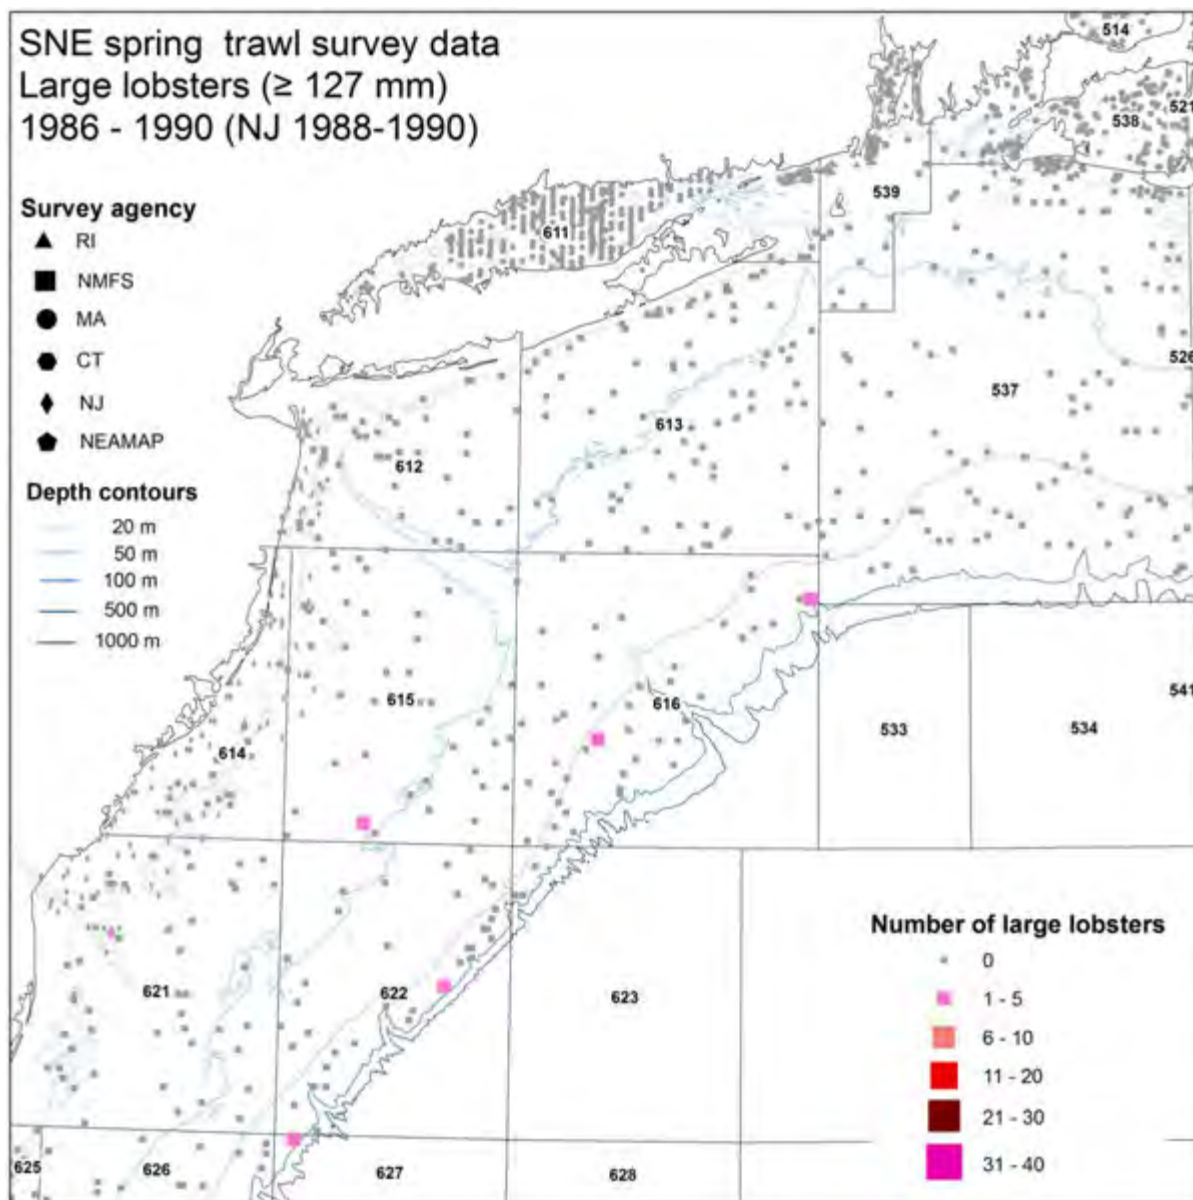 SNE spring trawl survey data
Large lobsters (≥ 127 mm)
1986 - 1990 (NJ 1988-1990)
Survey agency
RI
NMFS
MA
CT
NJ
NEAMAP
Depth contours
20 m
50 m
100 m
500 m
1000 m
514
521
538
539
611
526
537
613
612
615
616
541
533
534
614
621
622
623
625
626
627
628
Number of large lobsters
0
1 - 5
6 - 10
11 - 20
21 - 30
31 - 40